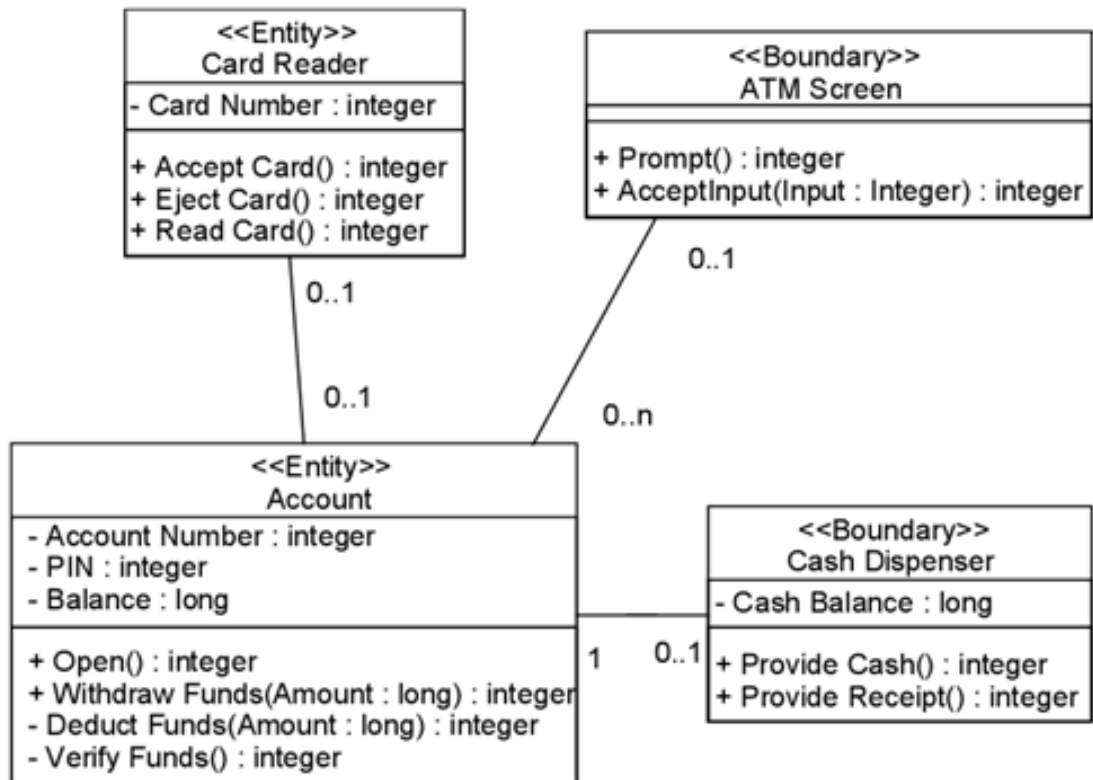 <<Entity>>
Card Reader
- Card Number : integer
+ Accept Card() : integer
+ Eject Card() : integer
+ Read Card() : integer
<<Boundary>>
ATM Screen
+ Prompt() : integer
+ AcceptInput(Input : Integer) : integer
0..1
0..1
0..1
0..n
<<Entity>>
Account
- Account Number : integer
- PIN : integer
- Balance : long
+ Open() : integer
+ Withdraw Funds(Amount : long) : integer
- Deduct Funds(Amount : long) : integer
- Verify Funds() : integer
1
0..1
<<Boundary>>
Cash Dispenser
- Cash Balance : long
+ Provide Cash() : integer
+ Provide Receipt() : integer